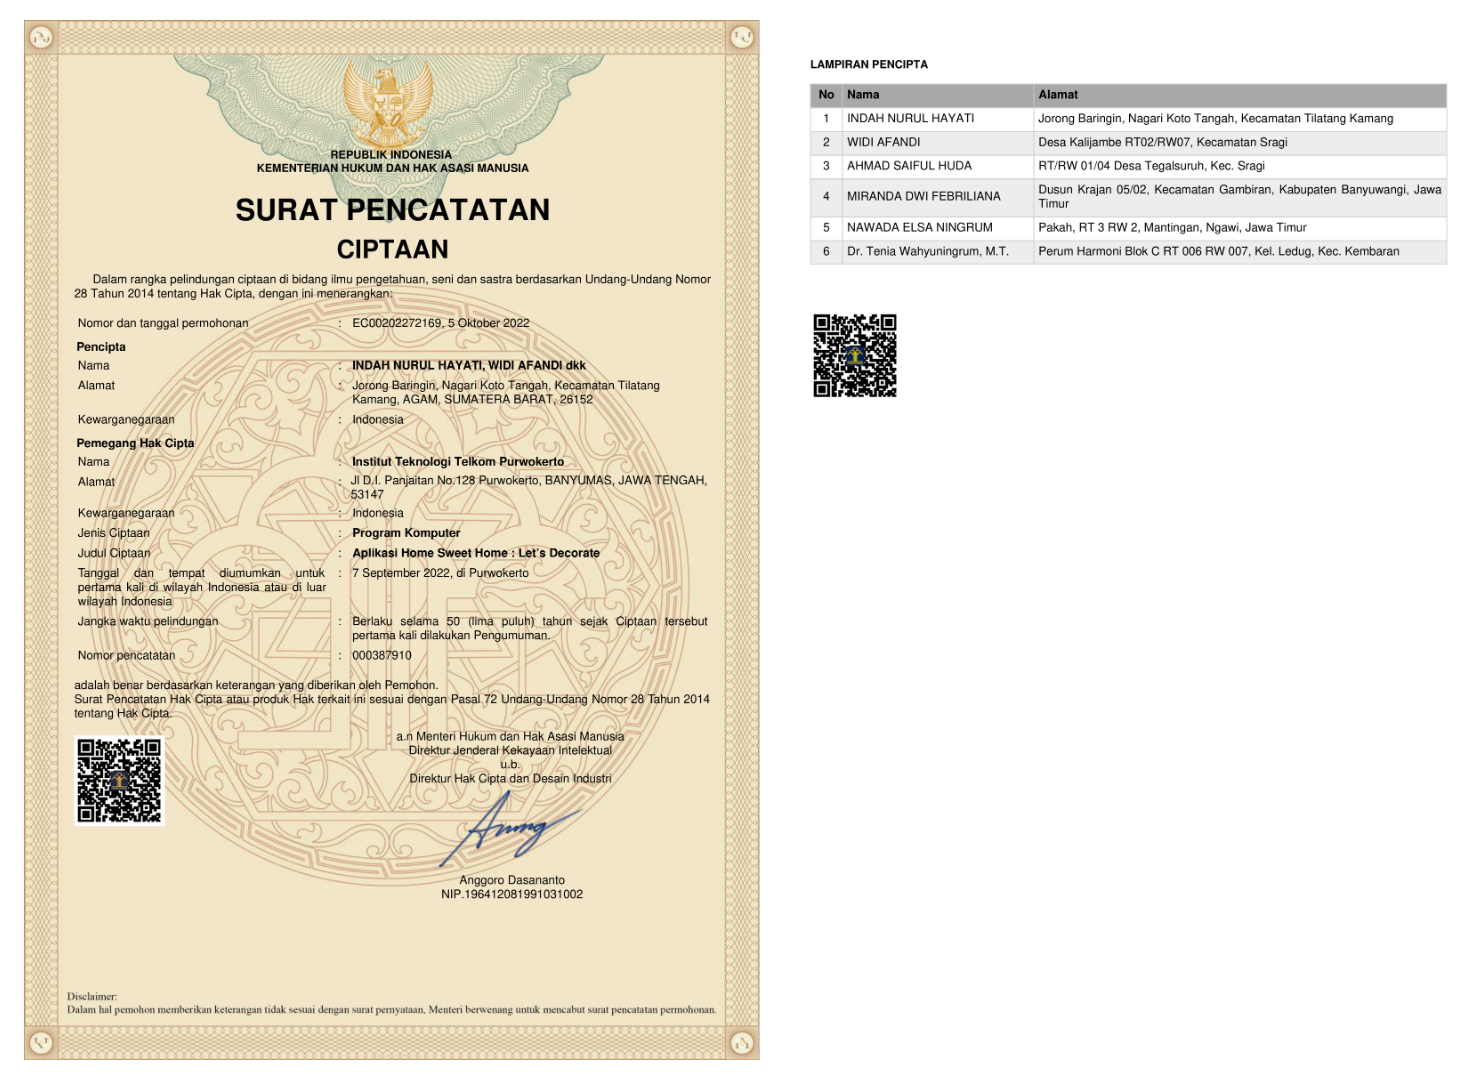 REPUBLIK INDONESIA
KEMENTERIAN HUKUM DAN HAK ASASI MANUSIA
SURAT PENCATATAN
CIPTAAN
Dalam rangka pelindungan ciptaan di bidang ilmu pengetahuan, seni dan sastra berdasarkan Undang-Undang Nomor
28 Tahun 2014 tentang Hak Cipta, dengan ini menerangkan:
Nomor dan tanggal permohonan : EC00202272169, 5 Oktober 2022
Pencipta
Nama : INDAH NURUL HAYATI, WIDI AFANDI dkk
Alamat : Jorong Baringin, Nagari Koto Tangah, Kecamatan Tilatang
Kamang, AGAM, SUMATERA BARAT, 26152
Kewarganegaraan : Indonesia
Pemegang Hak Cipta
Nama : Institut Teknologi Telkom Purwokerto
Alamat : Jl D.I. Panjaitan No.128 Purwokerto, BANYUMAS, JAWA TENGAH,
53147
Kewarganegaraan : Indonesia
Jenis Ciptaan : Program Komputer
Judul Ciptaan : Aplikasi Home Sweet Home : Let's Decorate
Tanggal dan tempat diumumkan untuk : 7 September 2022, di Purwokerto
pertama kali di wilayah Indonesia atau di luar
wilayah Indonesia
Jangka waktu pelindungan : Berlaku selama 50 (lima puluh) tahun sejak Ciptaan tersebut
pertama kali dilakukan Pengumuman.
Nomor pencatatan : 000387910
adalah benar berdasarkan keterangan yang diberikan oleh Pemohon.
Surat Pencatatan Hak Cipta atau produk Hak terkait ini sesuai dengan Pasal 72 Undang-Undang Nomor 28 Tahun 2014
tentang Hak Cipta.
a.n Menteri Hukum dan Hak Asasi Manusia
Direktur Jenderal Kekayaan Intelektual
u.b.
Direktur Hak Cipta dan Desain Industri
Anggoro Dasananto
NIP.196412081991031002
Disclaimer:
Dalam hal pemohon memberikan keterangan tidak sesuai dengan surat pernyataan, Menteri berwenang untuk mencabut surat pencatatan permohonan.
LAMPIRAN PENCIPTA
No Nama Alamat
1 INDAH NURUL HAYATI Jorong Baringin, Nagari Koto Tangah, Kecamatan Tilatang Kamang
2 WIDI AFANDI Desa Kalijambe RT02/RW07, Kecamatan Sragi
3 AHMAD SAIFUL HUDA RT/RW 01/04 Desa Tegalsuruh, Kec. Sragi
4 MIRANDA DWI FEBRILIANA Dusun Krajan 05/02, Kecamatan Gambiran, Kabupaten Banyuwangi, Jawa
Timur
5 NAWADA ELSA NINGRUM Pakah, RT 3 RW 2, Mantingan, Ngawi, Jawa Timur
6 Dr. Tenia Wahyuningrum, M.T. Perum Harmoni Blok C RT 006 RW 007, Kel. Ledug, Kec. Kembaran